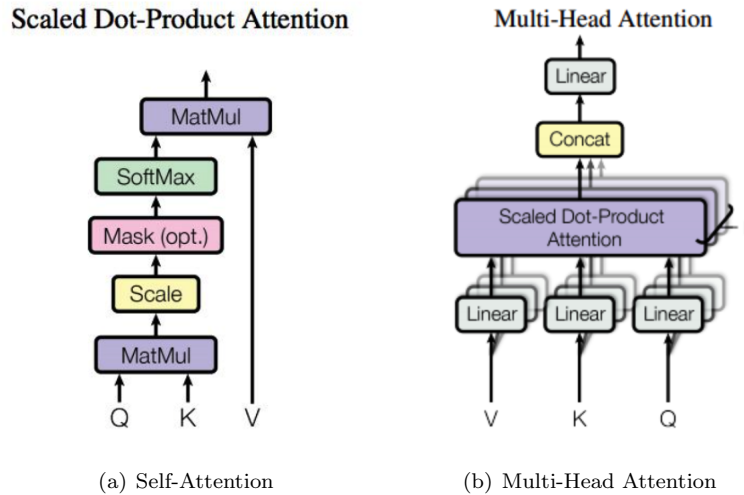 Scaled Dot-Product Attention
MatMul
SoftMax
Mask (opt.)
Scale
MatMul
Q K V
(a) Self-Attention
Multi-Head Attention
Linear
Concat
Scaled Dot-Product
Attention
Linear Linear Linear
V K Q
(b) Multi-Head Attention